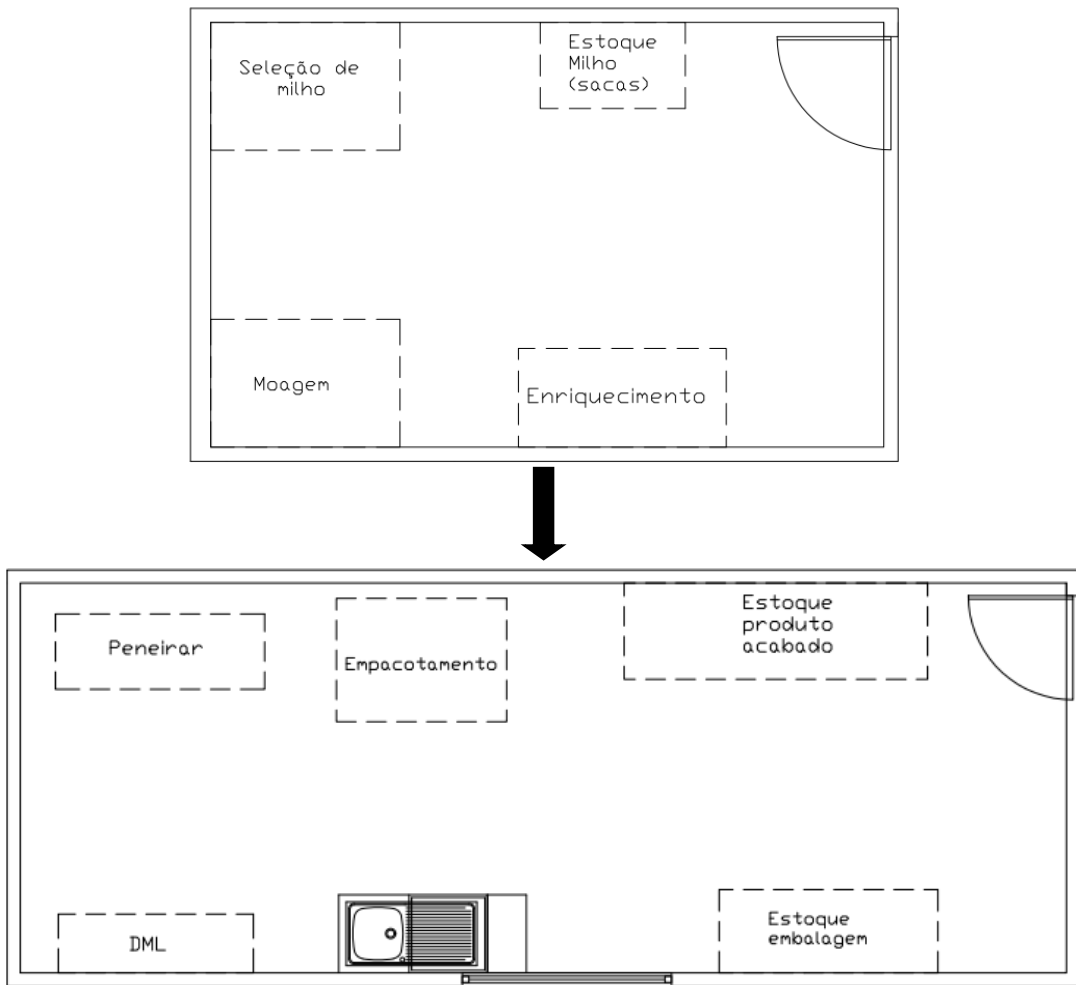 Seleção de
milho
Estoque
Milho
(sacas)
Moagem
Enriquecimento
Peneirar
Empacotamento
Estoque
produto
acabado
DML
Estoque
embalagem